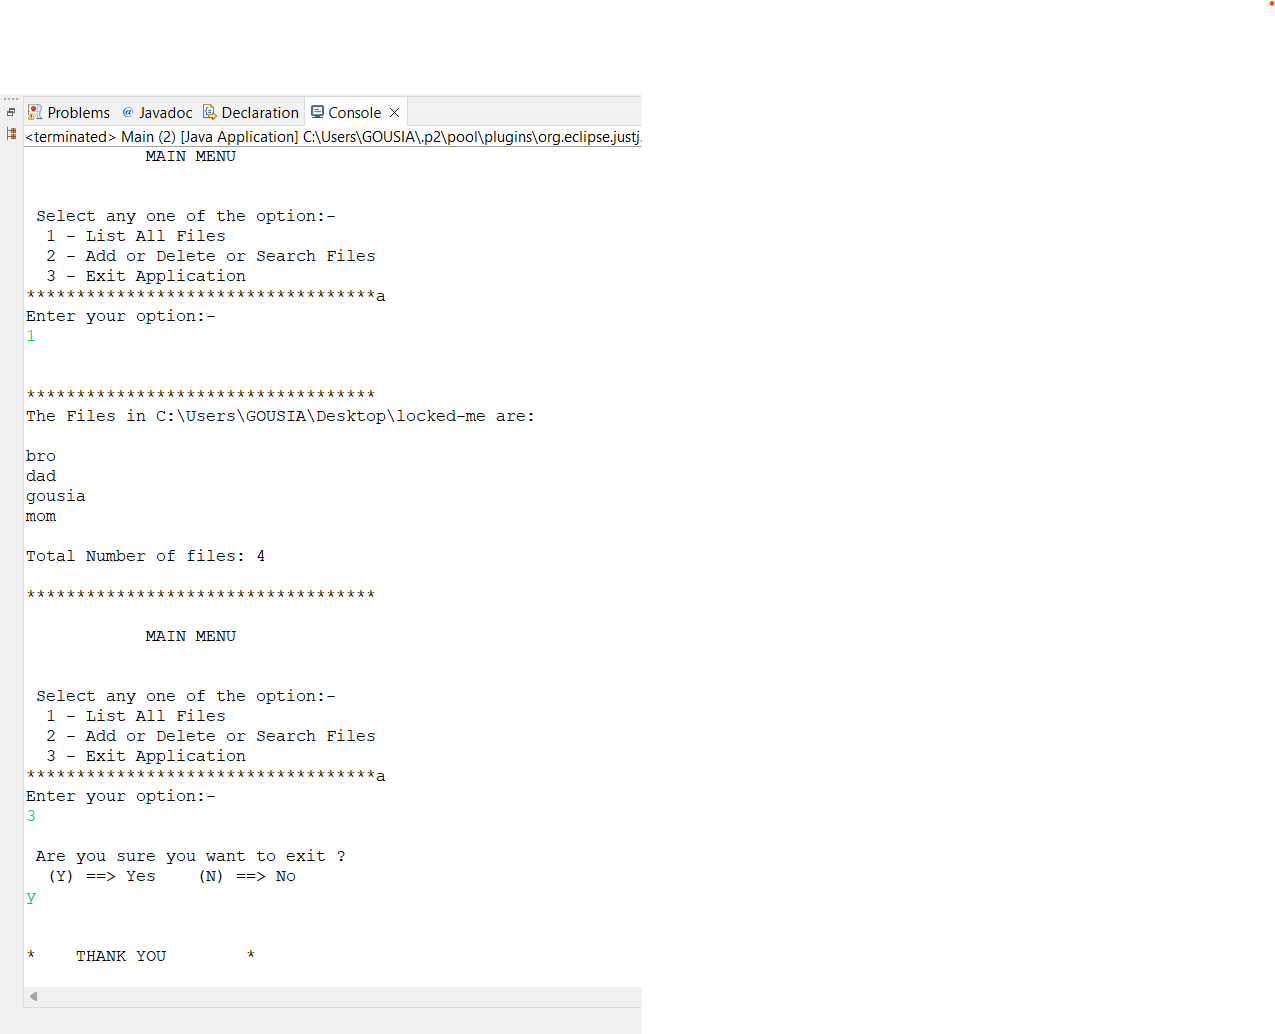 Problems @ Javadoc Declaration Console
<terminated> Main (2) [Java Application] C:\Users\GOUSIA\.p2\pool\plugins\org.eclipse.justj.
MAIN MENU
Select any one of the option:-
1 - List All Files
2 - Add or Delete or Search Files
3 - Exit Application
***********************************a
Enter your option:-
1
***********************************
The Files in C:\Users\GOUSIA\Desktop\locked-me are:
bro
dad
gousia
mom
Total Number of files: 4
***********************************
MAIN MENU
Select any one of the option:-
1 - List All Files
2 - Add or Delete or Search Files
3 - Exit Application
***********************************a
Enter your option:-
3
Are you sure you want to exit ?
(Y) ==> Yes    (N) ==> No
y
*    THANK YOU        *